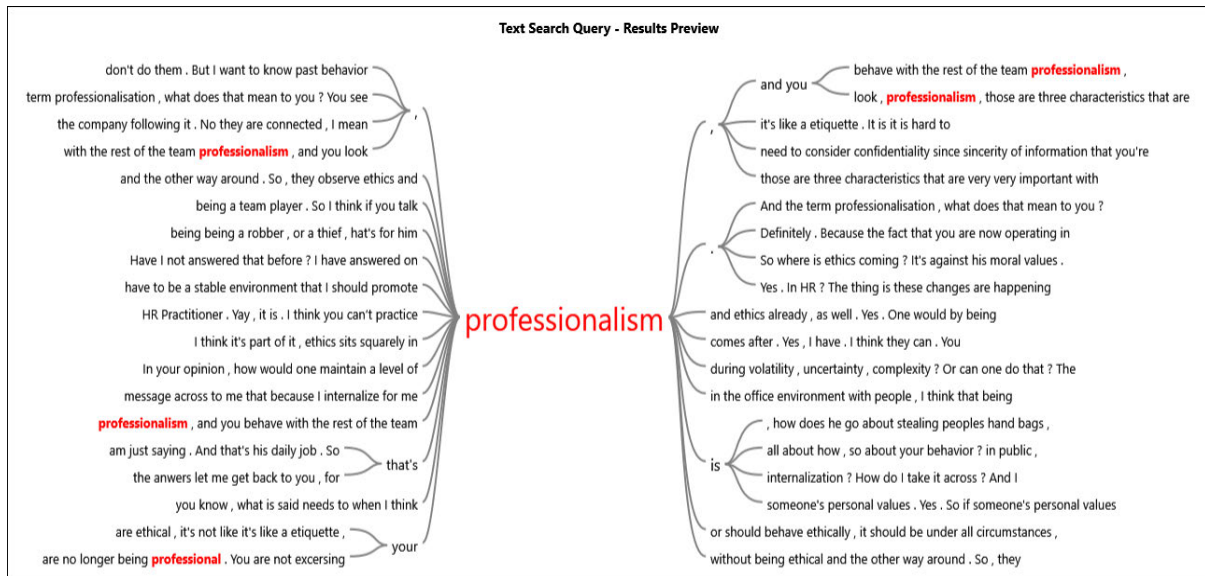 Text Search Query - Results Preview
don't do them . But I want to know past behavior
term professionalisation , what does that mean to you ? You see
the company following it . No they are connected , I mean
with the rest of the team professionalism , and you look
,
and the other way around . So , they observe ethics and
being a team player . So I think if you talk
being being a robber , or a thief , hat's for him
Have I not answered that before ? I have answered on
have to be a stable environment that I should promote
HR Practitioner . Yay , it is . I think you can't practice
I think it's part of it , ethics sits squarely in
In your opinion , how would one maintain a level of
message across to me that because I internalize for me
professionalism , and you behave with the rest of the team
am just saying . And that's his daily job . So
the anwers let me get back to you , for
that's
you know , what is said needs to when I think
are ethical , it's not like it's like a etiquette ,
are no longer being professional . You are not excersing
your
professionalism
,
and you
behave with the rest of the team professionalism ,
look , professionalism , those are three characteristics that are
it's like a etiquette . It is it is hard to
need to consider confidentiality since sincerity of information that you're
those are three characteristics that are very very important with
.
And the term professionalisation , what does that mean to you ?
Definitely . Because the fact that you are now operating in
So where is ethics coming ? It's against his moral values .
Yes . In HR ? The thing is these changes are happening
and ethics already , as well . Yes . One would by being
comes after . Yes , I have . I think they can . You
during volatility , uncertainty , complexity ? Or can one do that ? The
in the office environment with people , I think that being
is
, how does he go about stealing peoples hand bags ,
all about how , so about your behavior ? in public ,
internalization ? How do I take it across ? And I
someone's personal values . Yes . So if someone's personal values
or should behave ethically , it should be under all circumstances ,
without being ethical and the other way around . So , they